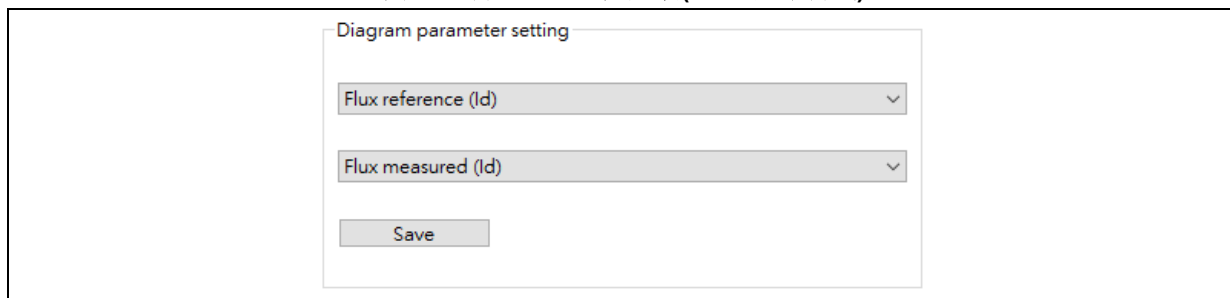 Diagram parameter setting
Flux reference (Id)
Flux measured (Id)
Save